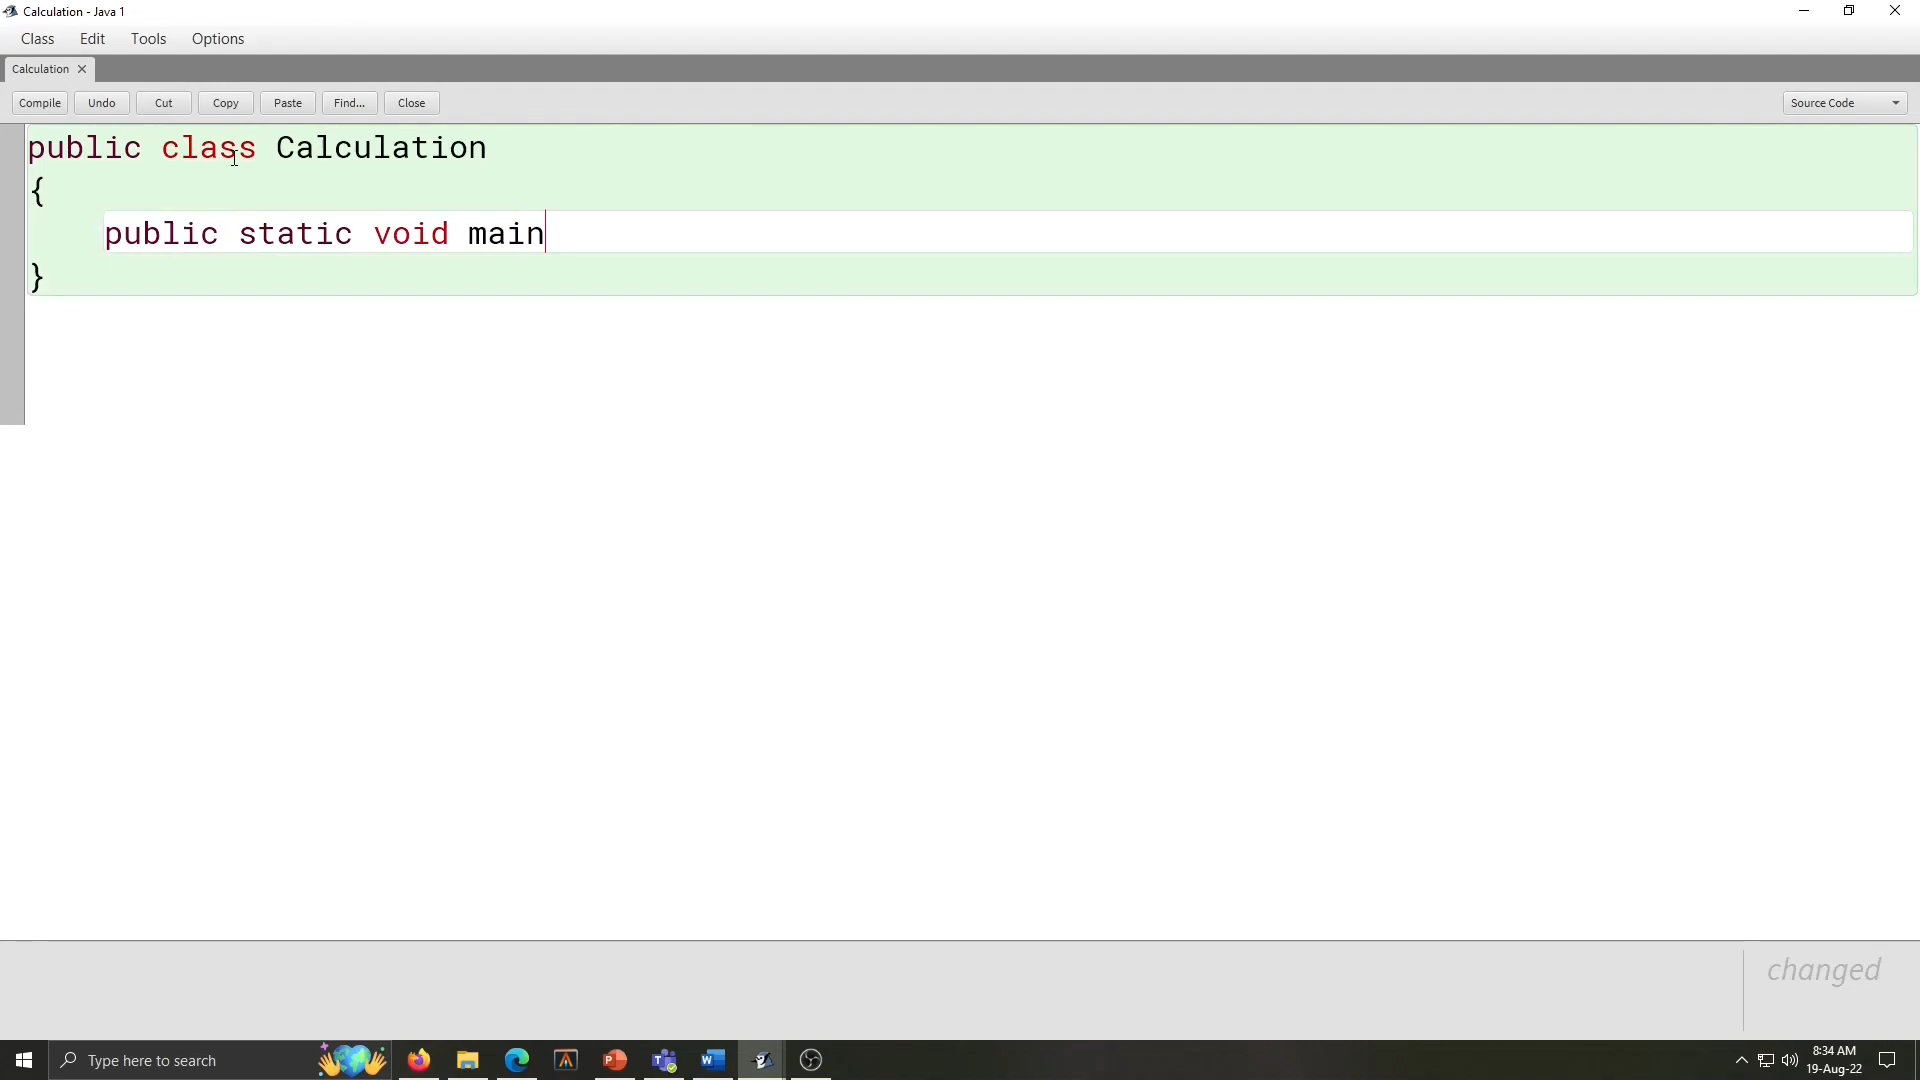 Calculation - Java 1
Class Edit Tools Options
Calculation
Compile Undo Cut Copy Paste Find... Close Source Code
public class Calculation
{
public static void main
}
changed
Type here to search
8:34 AM
19-Aug-22